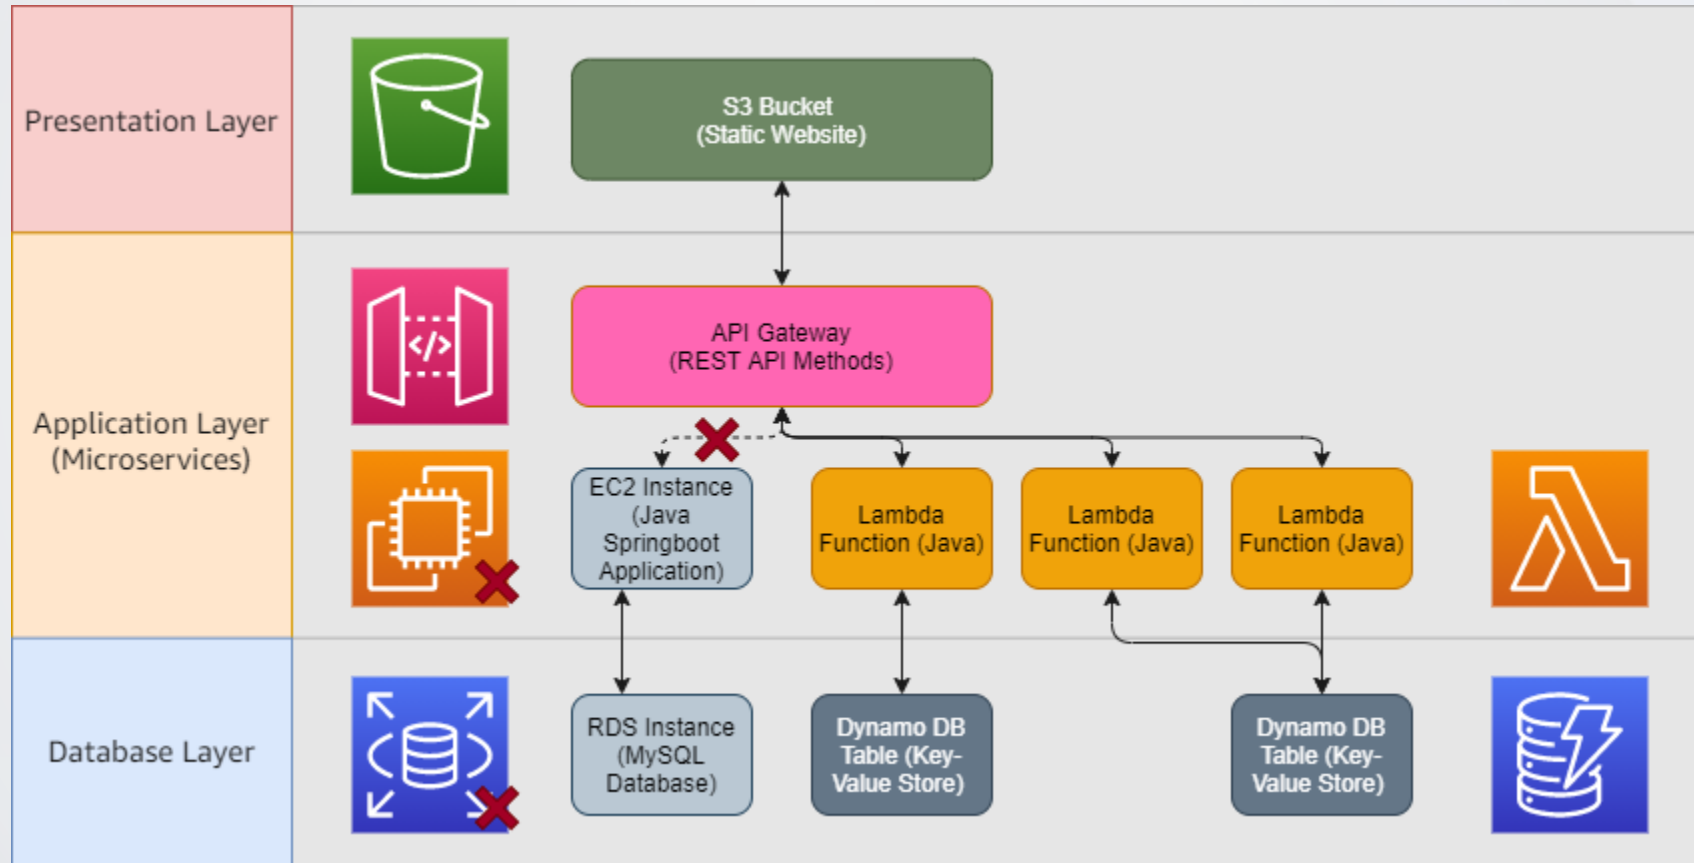 Presentation Layer
S3 Bucket
(Static Website)
Application Layer
(Microservices)
</>
API Gateway
(REST API Methods)
EC2 Instance
(Java
Springboot
Application)
Lambda
Function (Java)
Lambda
Function (Java)
Lambda
Function (Java)
Database Layer
RDS Instance
(MySQL
Database)
Dynamo DB
Table (Key-
Value Store)
Dynamo DB
Table (Key-
Value Store)